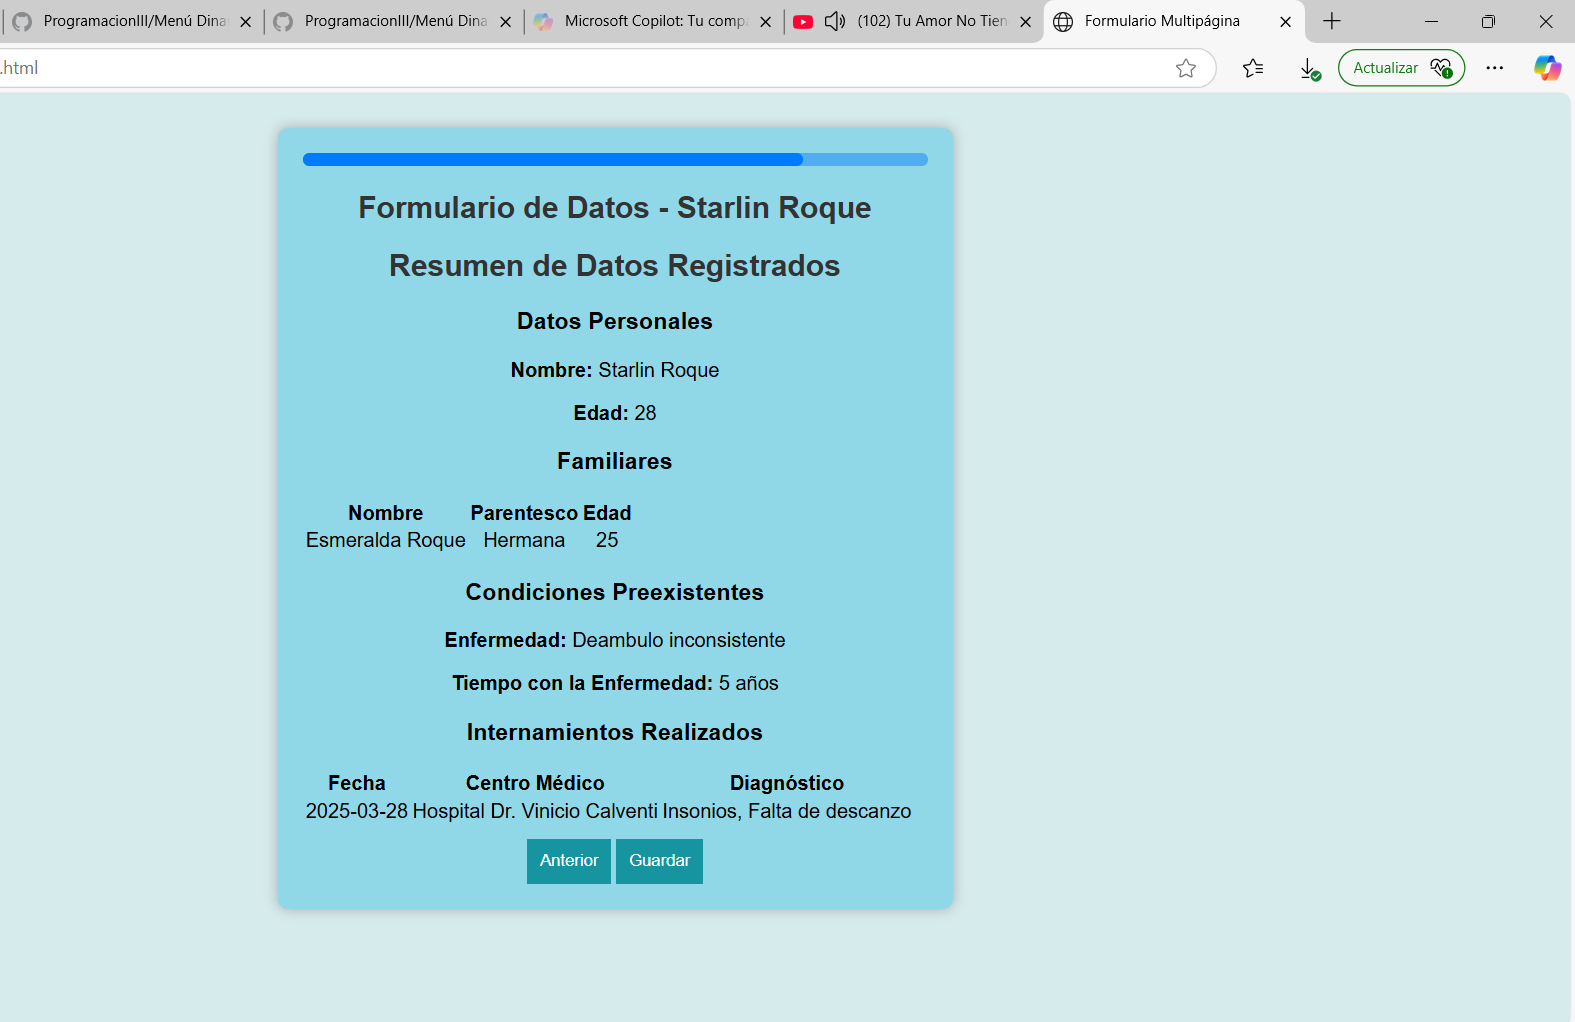 ProgramacionIII/Menú Dina
ProgramacionIII/Menú Dina
Microsoft Copilot: Tu comp
(102) Tu Amor No Tien
Formulario Multipágina
.html
Actualizar
Formulario de Datos - Starlin Roque
Resumen de Datos Registrados
Datos Personales
Nombre: Starlin Roque
Edad: 28
Familiares
Nombre Parentesco Edad
Esmeralda Roque Hermana 25
Condiciones Preexistentes
Enfermedad: Deambulo inconsistente
Tiempo con la Enfermedad: 5 años
Internamientos Realizados
Fecha Centro Médico Diagnóstico
2025-03-28 Hospital Dr. Vinicio Calventi Insonios, Falta de descanzo
Anterior Guardar